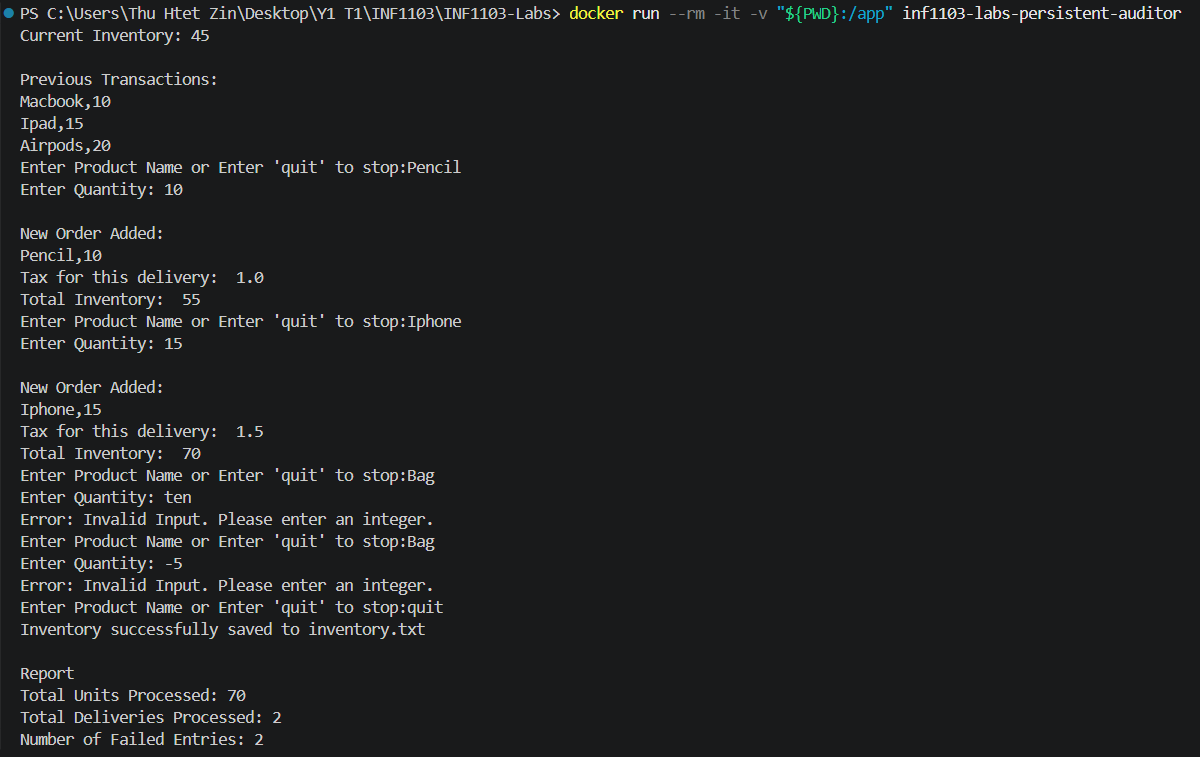 PS C:\Users\Thu Htet Zin\Desktop\Y1 T1\INF1103\INF1103-Labs> docker run --rm -it -v "${PWD}:/app" inf1103-labs-persistent-auditor
Current Inventory: 45

Previous Transactions:
Macbook,10
Ipad,15
Airpods,20
Enter Product Name or Enter 'quit' to stop:Pencil
Enter Quantity: 10

New Order Added:
Pencil,10
Tax for this delivery:  1.0
Total Inventory:  55
Enter Product Name or Enter 'quit' to stop:Iphone
Enter Quantity: 15

New Order Added:
Iphone,15
Tax for this delivery:  1.5
Total Inventory:  70
Enter Product Name or Enter 'quit' to stop:Bag
Enter Quantity: ten
Error: Invalid Input. Please enter an integer.
Enter Product Name or Enter 'quit' to stop:Bag
Enter Quantity: -5
Error: Invalid Input. Please enter an integer.
Enter Product Name or Enter 'quit' to stop:quit
Inventory successfully saved to inventory.txt

Report
Total Units Processed: 70
Total Deliveries Processed: 2
Number of Failed Entries: 2